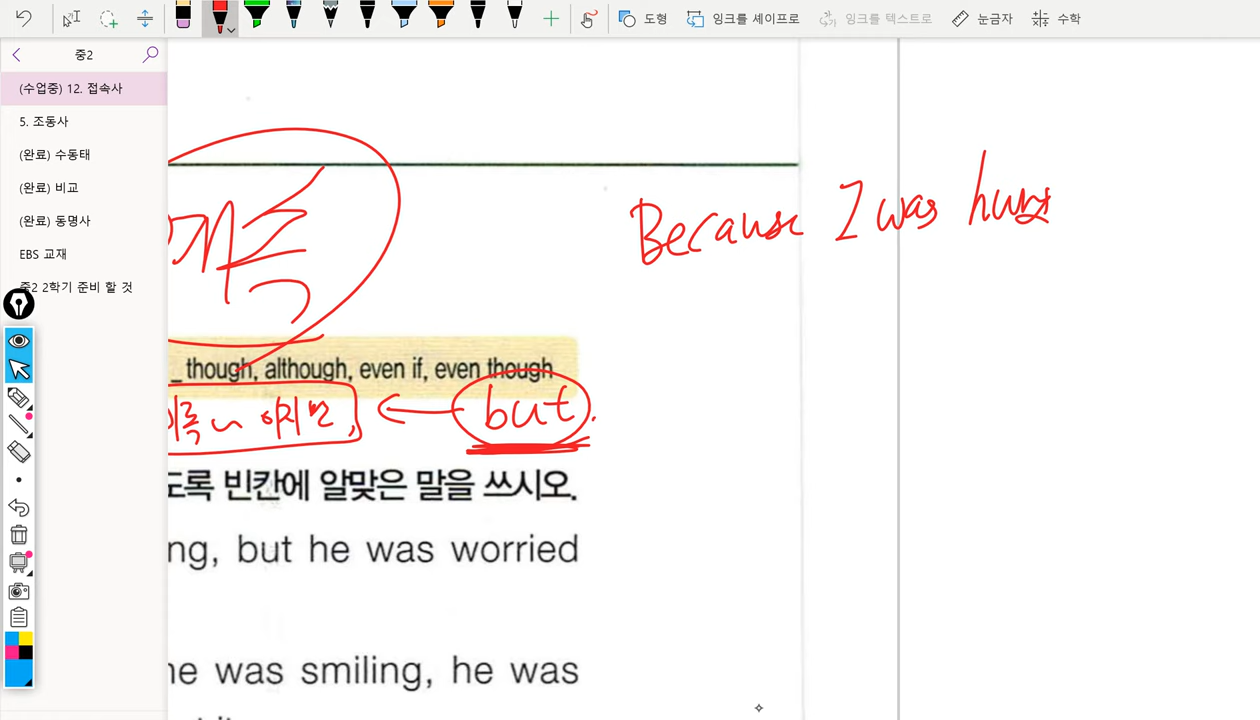 도형
잉크를 셰이프로
잉크를 텍스트로
눈금자
수학
중2
(수업중) 12. 접속사
5. 조동사
(완료) 수동태
(완료) 비교
(완료) 동명사
EBS 교재
중2 2학기 준비 할 것
Because I was
though, although, even if, even though
but.
도록 빈칸에 알맞은 말을 쓰시오.
ng, but he was worried
he was smiling, he was